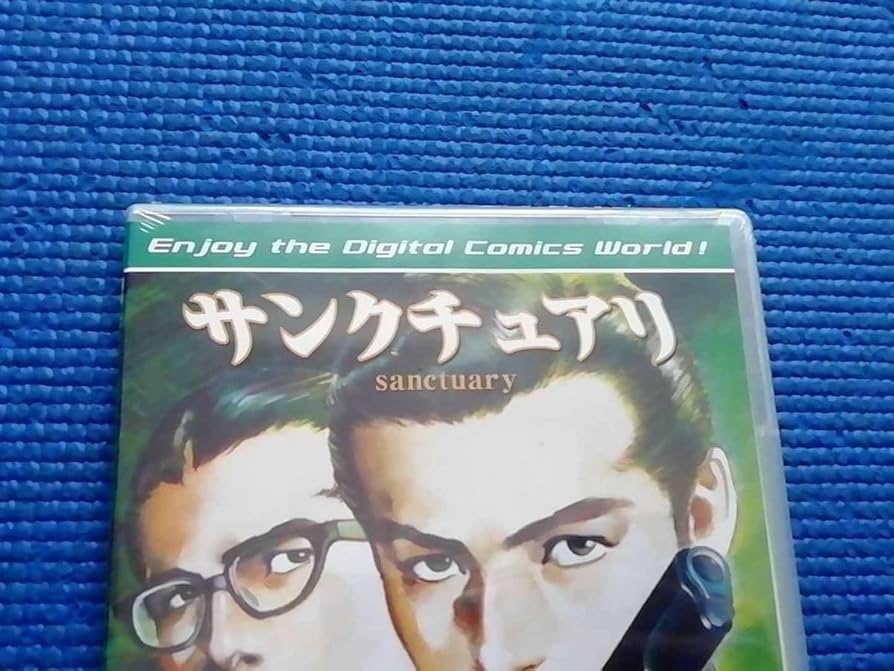 Enjoy the Digital Comics World!
サンクチュアリ
sanctuary